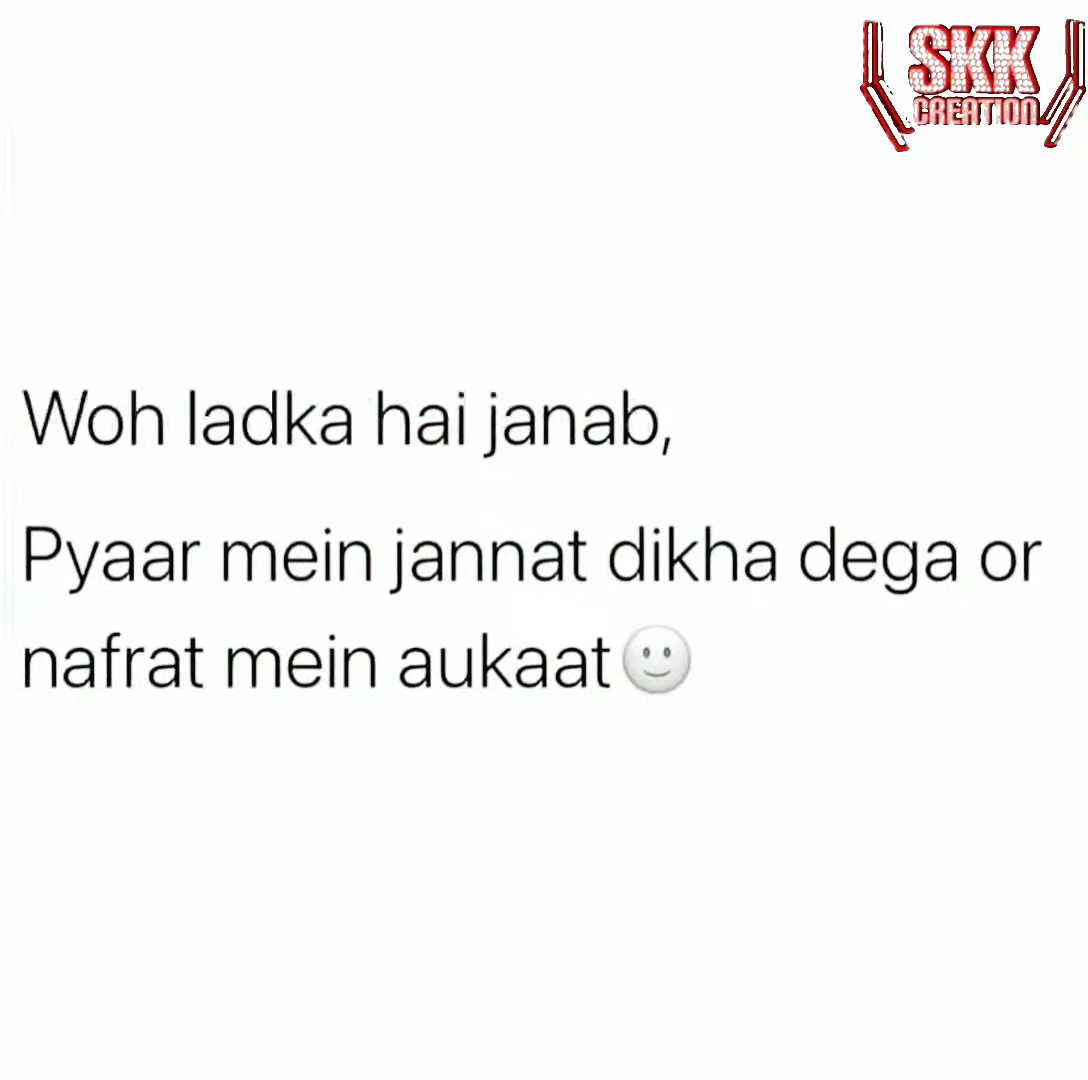 SKK
CREATION
Woh ladka hai janab,
Pyaar mein jannat dikha dega or
nafrat mein aukaat🙂